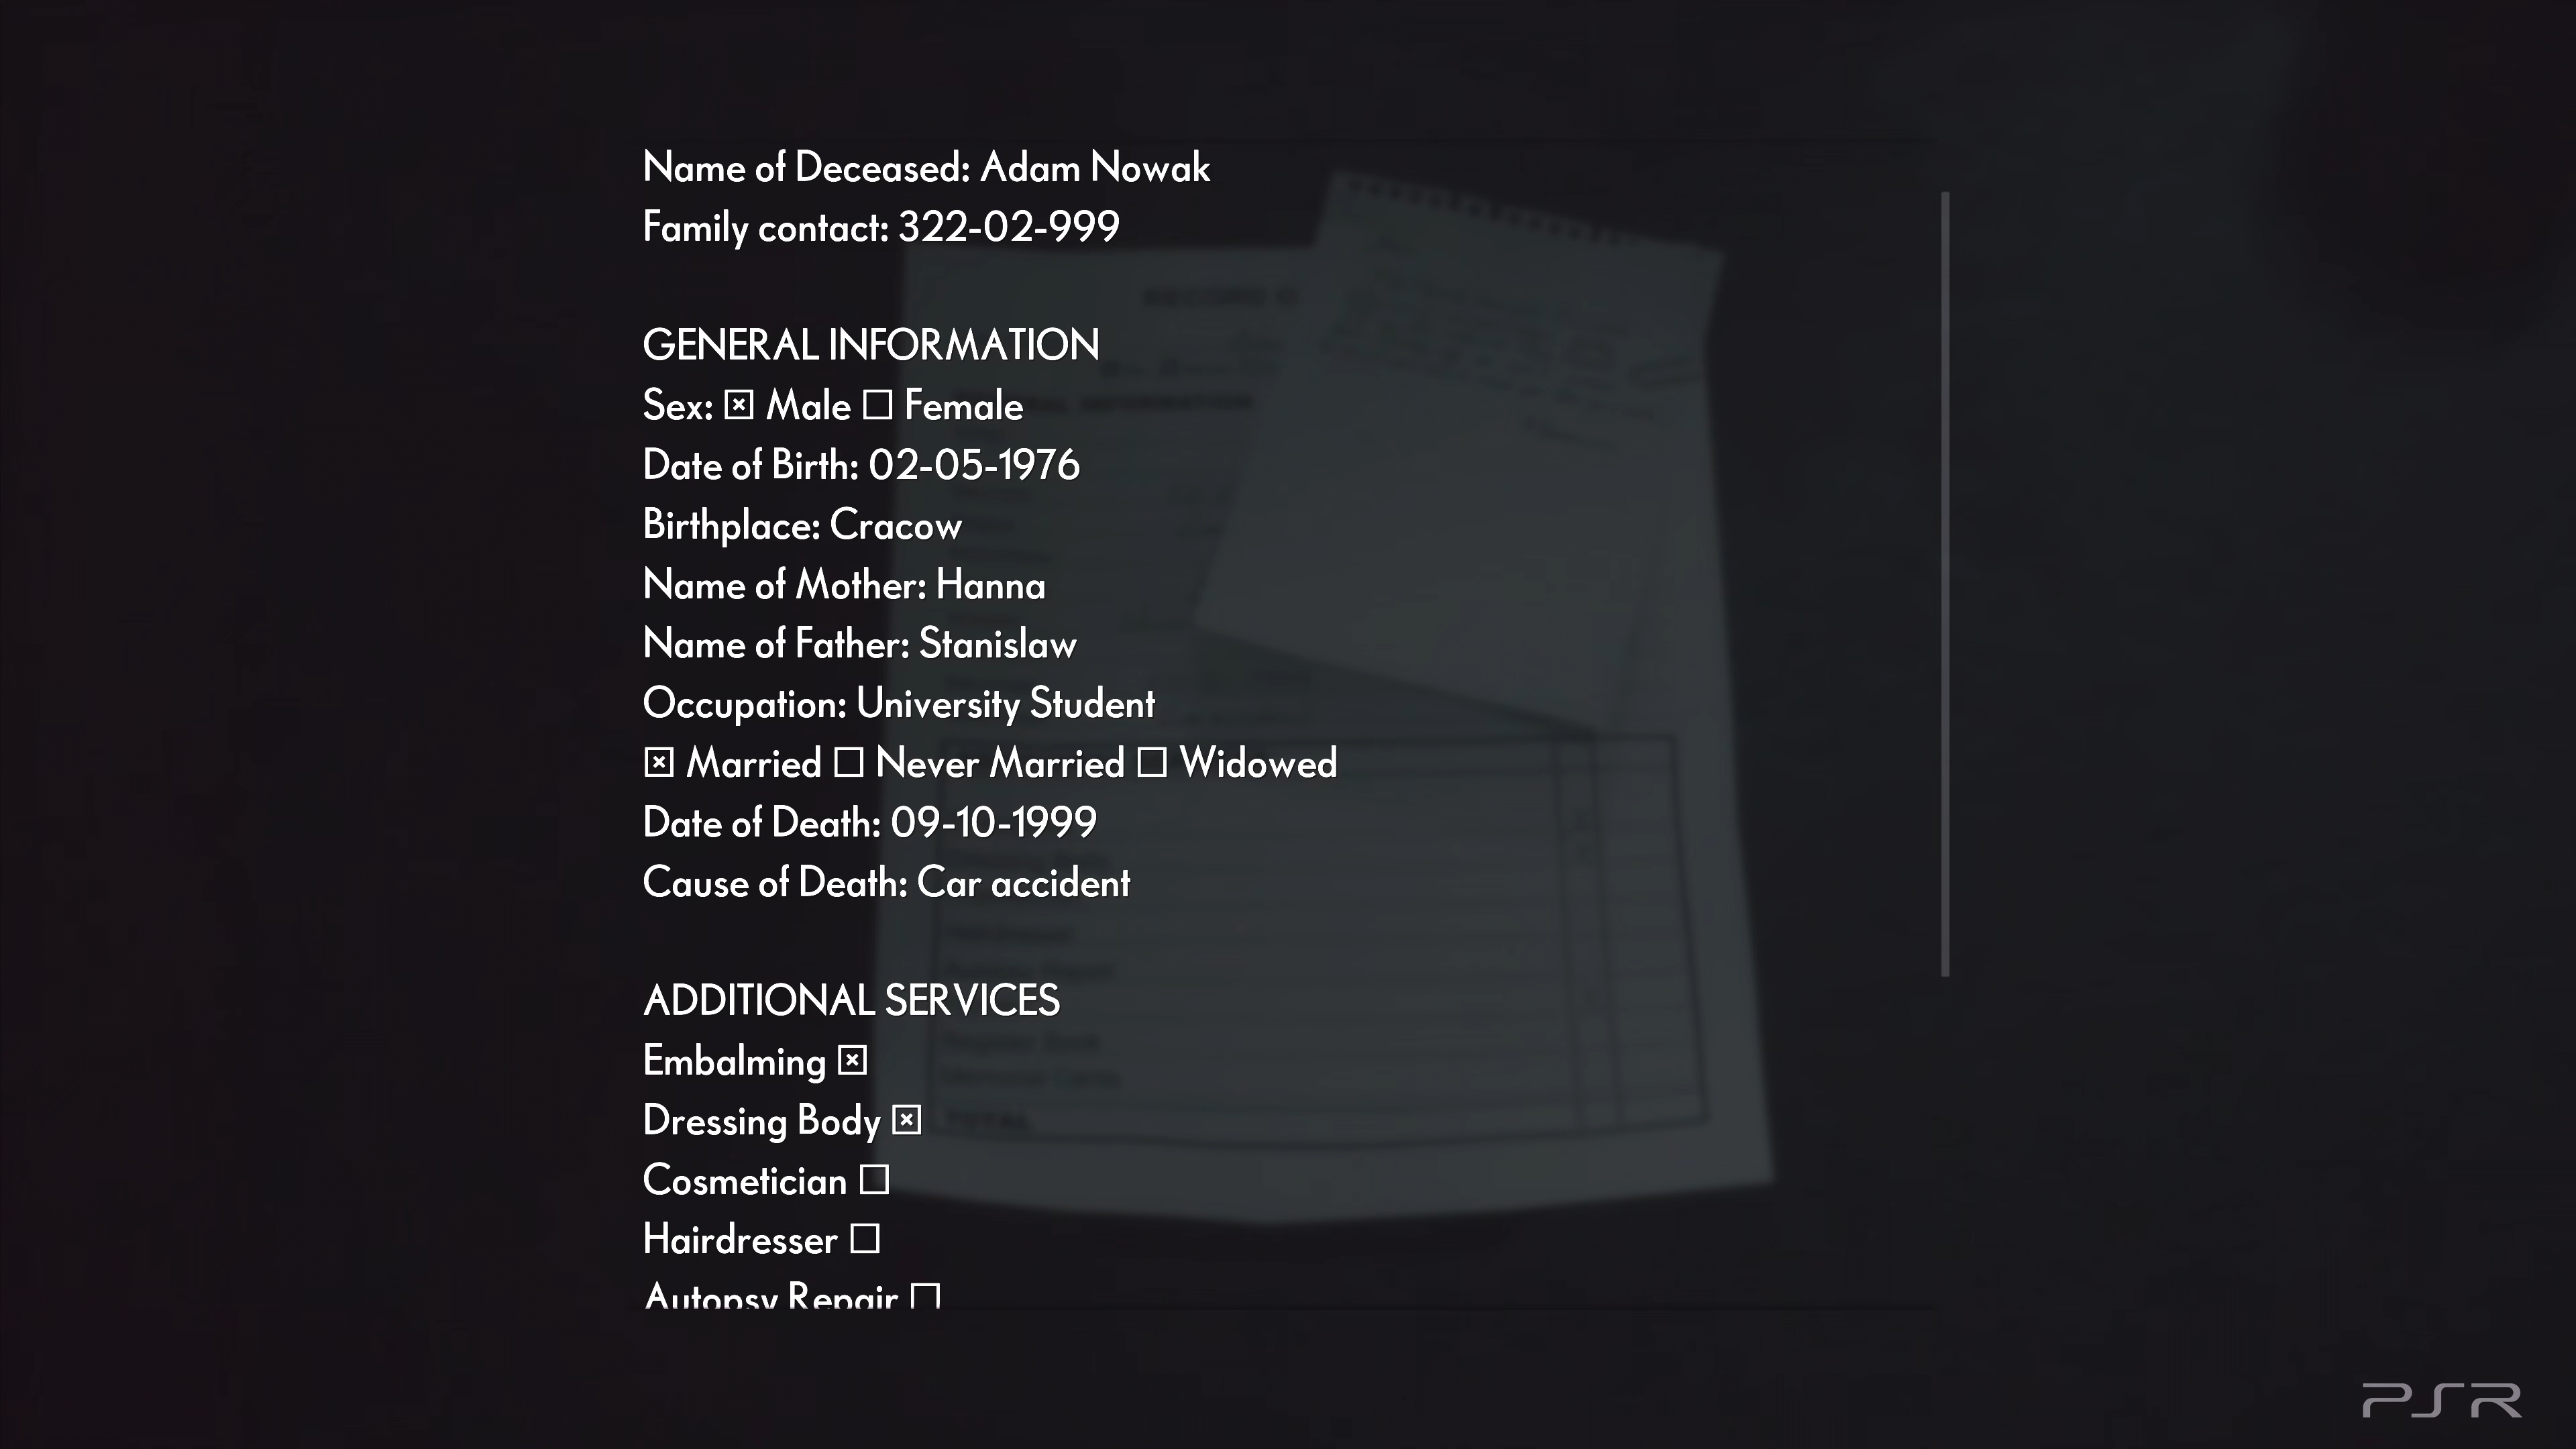 Name of Deceased: Adam Nowak
Family contact: 322-02-999
GENERAL INFORMATION
Sex: ☒ Male ☐ Female
Date of Birth: 02-05-1976
Birthplace: Cracow
Name of Mother: Hanna
Name of Father: Stanislaw
Occupation: University Student
☒ Married ☐ Never Married ☐ Widowed
Date of Death: 09-10-1999
Cause of Death: Car accident
ADDITIONAL SERVICES
Embalming ☒
Dressing Body ☒
Cosmetician ☐
Hairdresser ☐
Autopsy Repair ☐
PSR